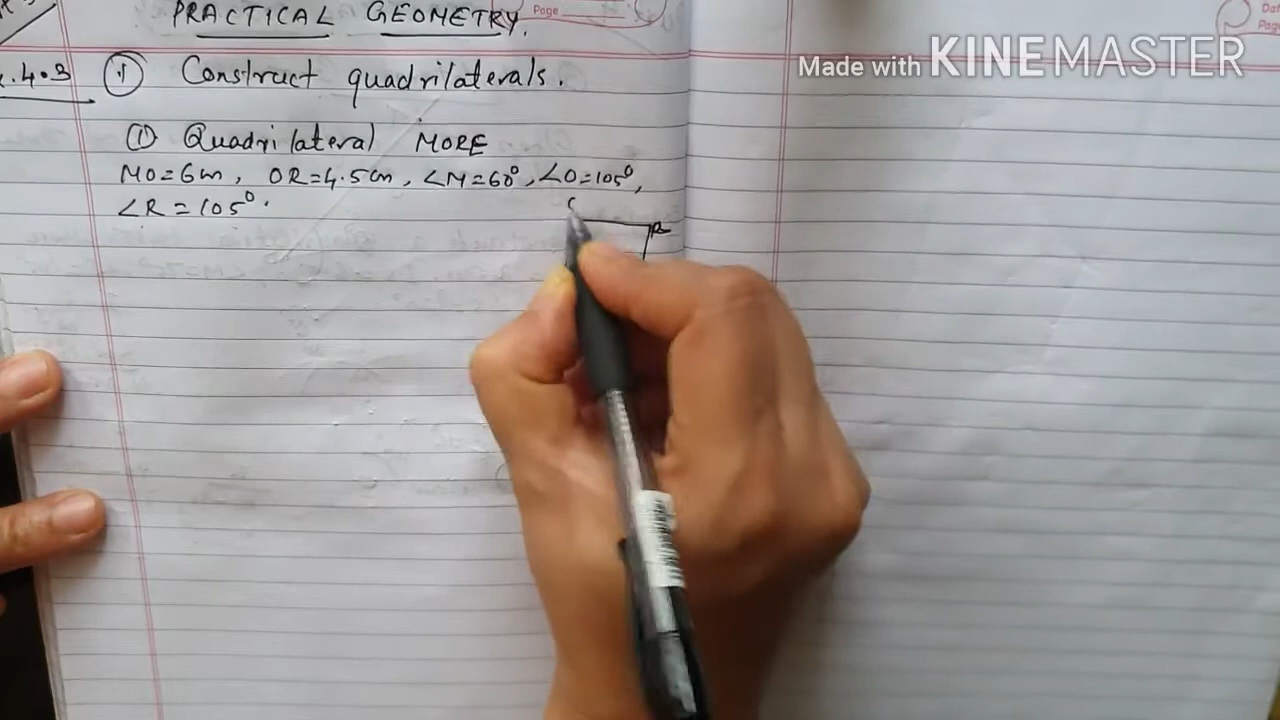 PRACTICAL GEOMETRY.
Page
Page
Made with KINEMASTER
.4.3 1. Construct quadrilaterals.
① Quadrilateral MORE
MO=6cm, OR=4.5cm, ∠M=60°, ∠O=105°,
∠R=105°.
R